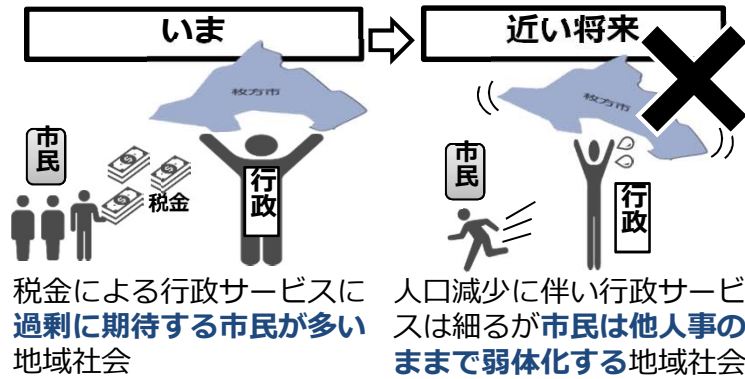 いま
近い将来
枚方市
枚方市
市民
税金
行政
市民
行政
税金による行政サービスに
過剰に期待する市民が多い
地域社会
人口減少に伴い行政サービ
スは細るが市民は他人事の
ままで弱体化する地域社会